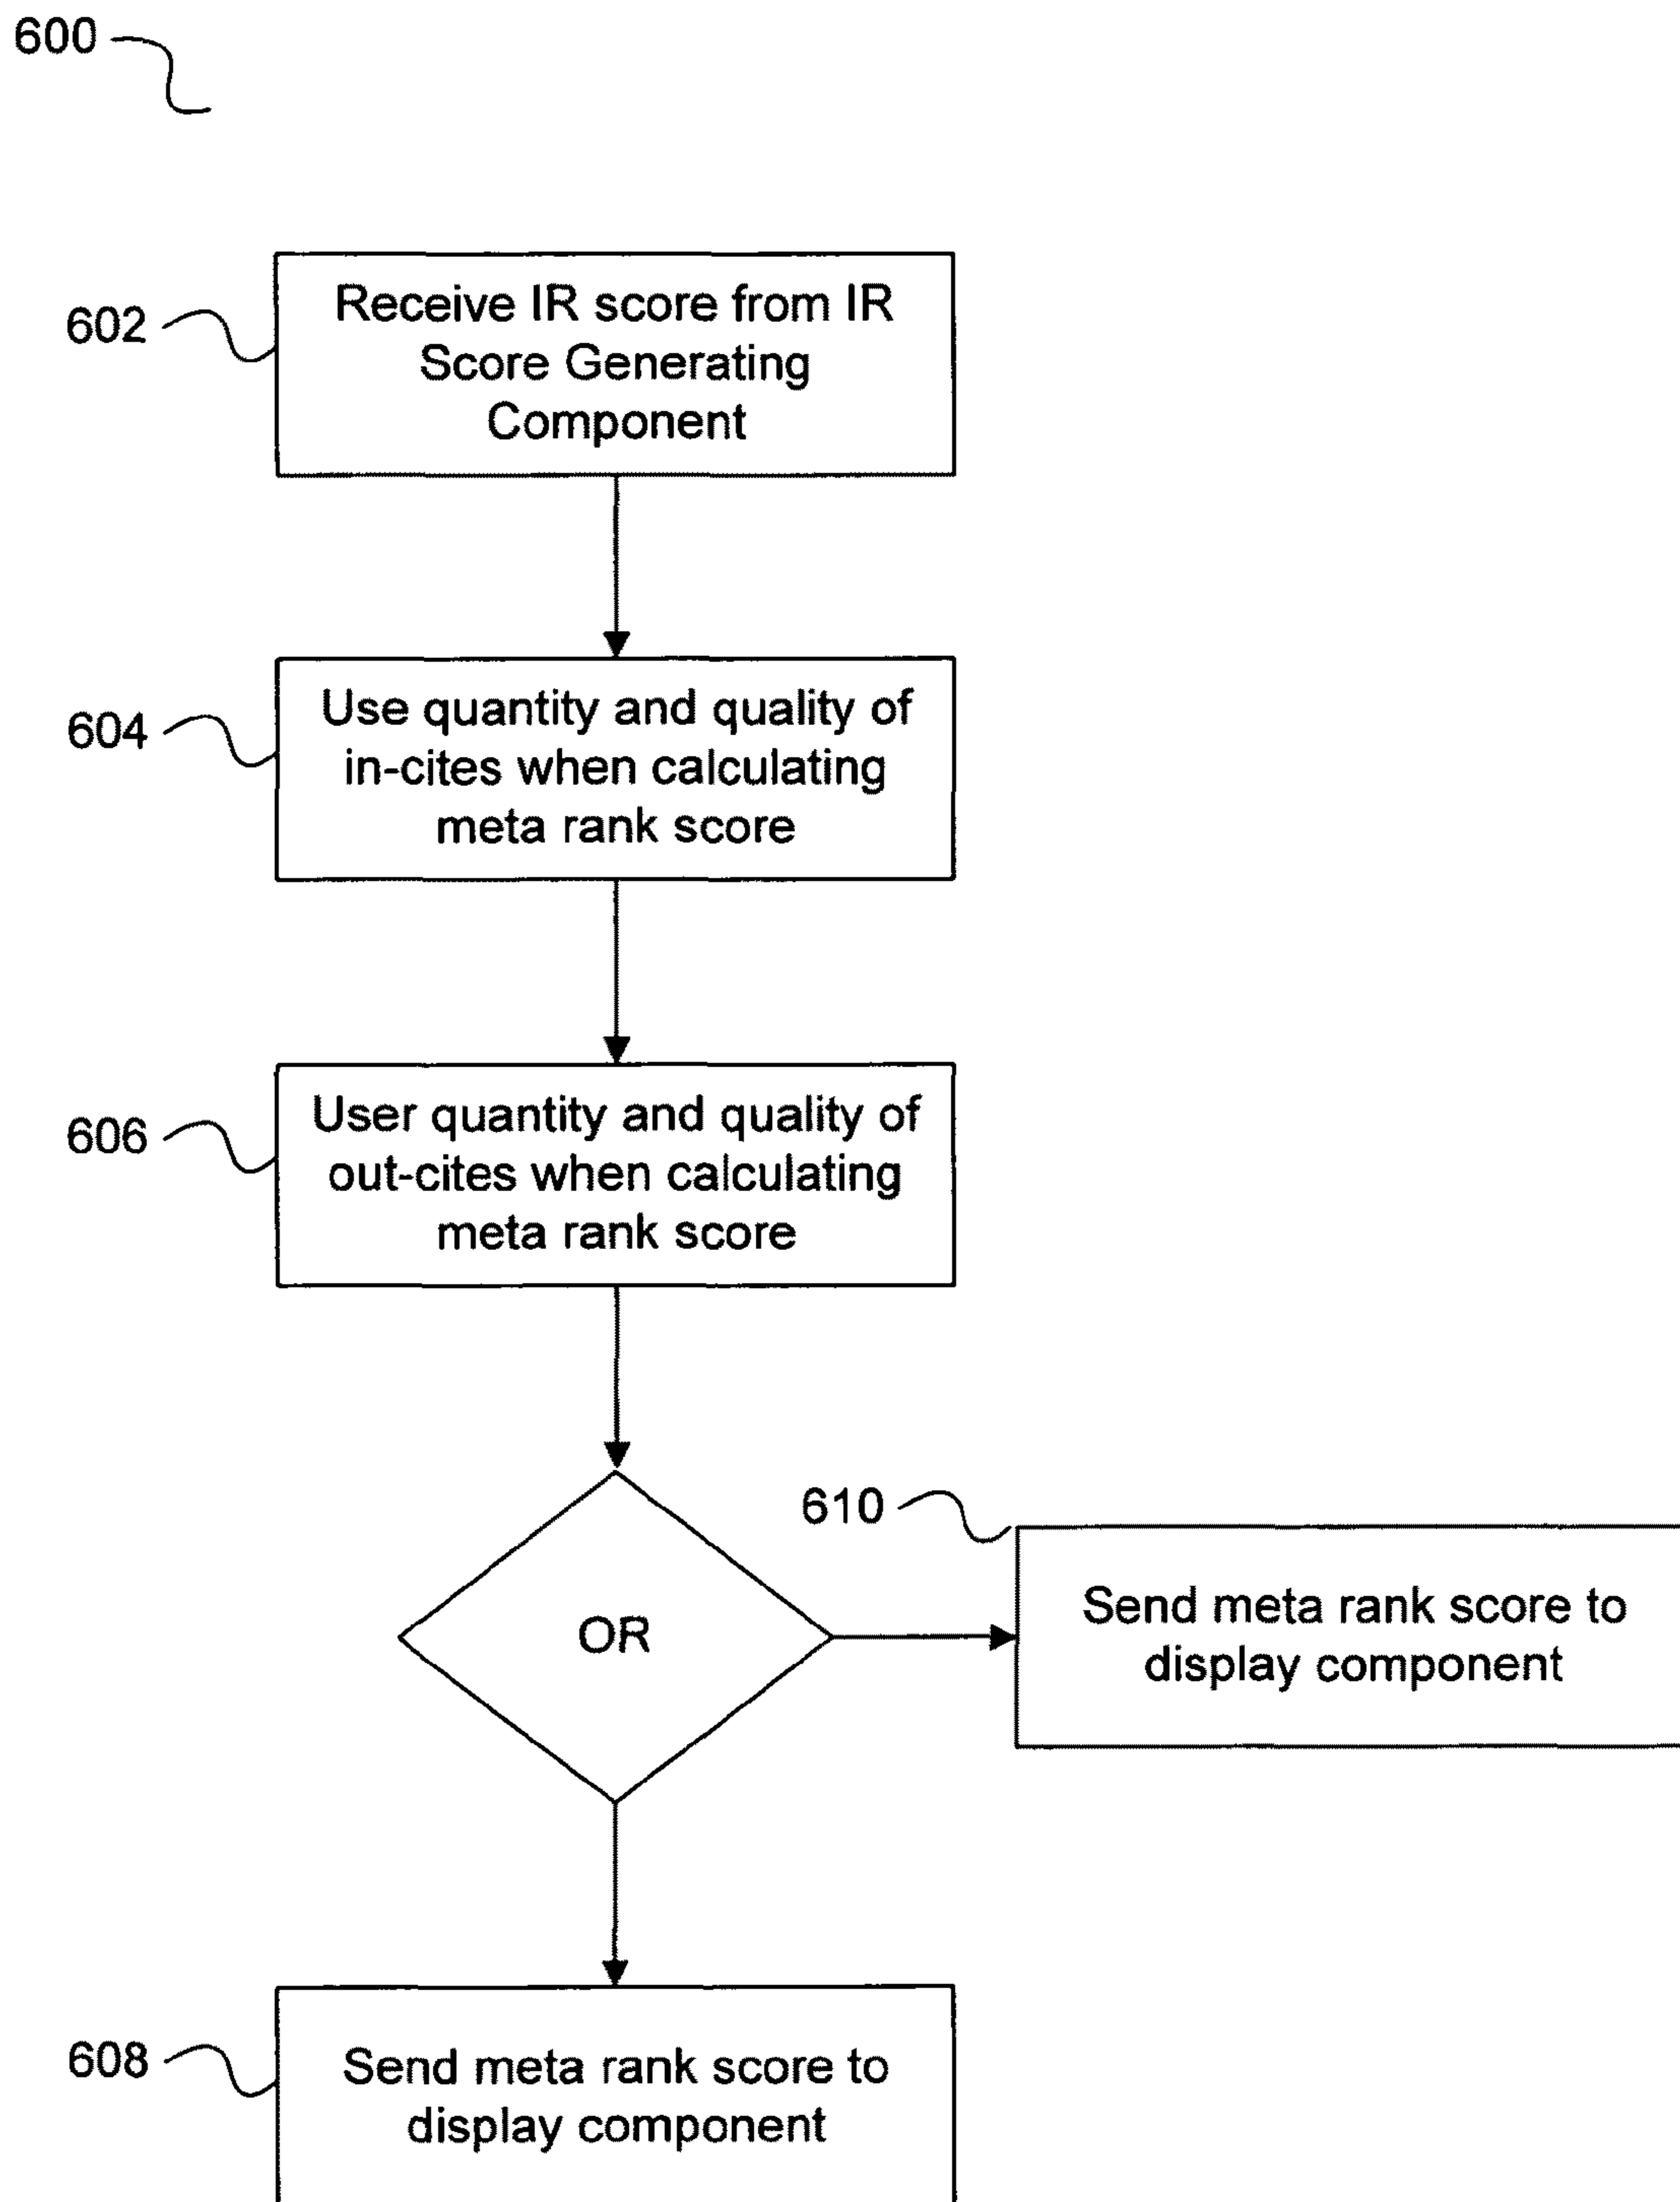 600
602
Receive IR score from IR
Score Generating
Component
604
Use quantity and quality of
in-cites when calculating
meta rank score
606
User quantity and quality of
out-cites when calculating
meta rank score
OR
610
Send meta rank score to
display component
608
Send meta rank score to
display component